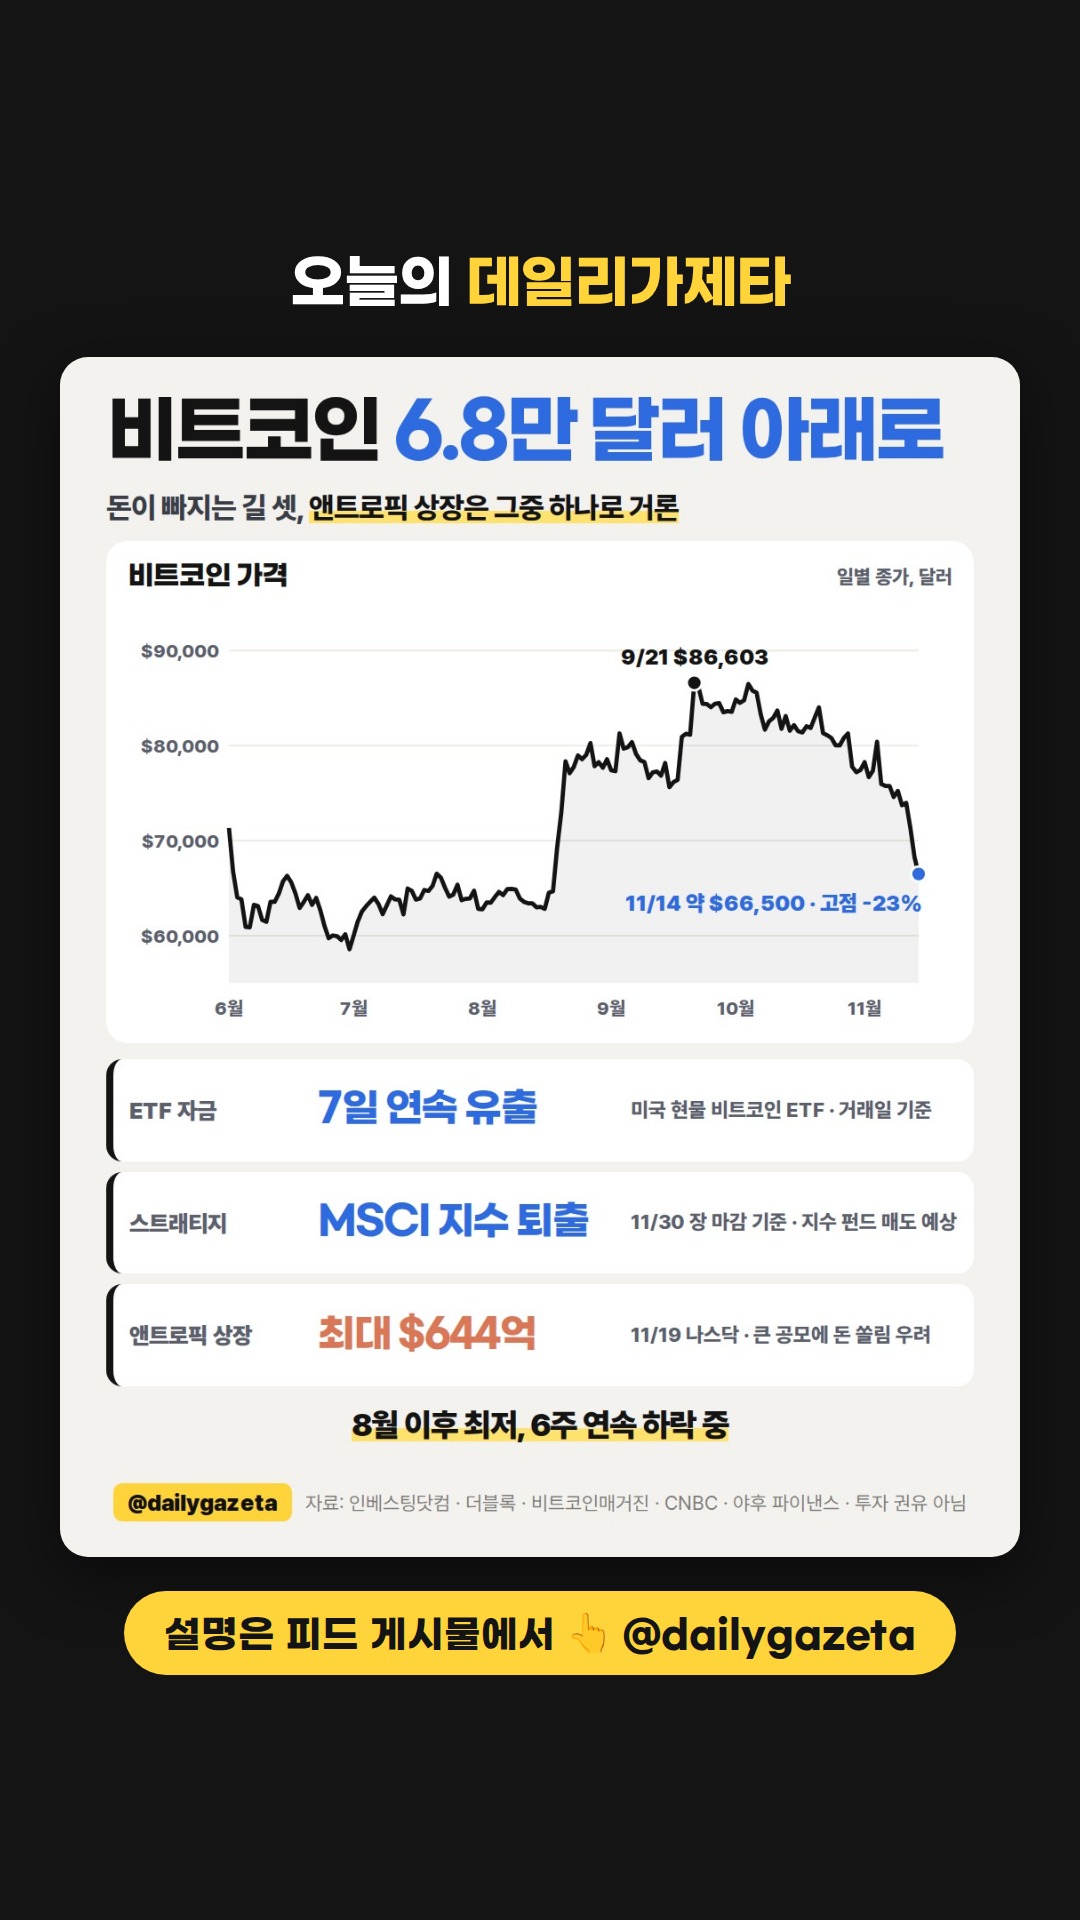 오늘의 데일리가제타
비트코인 6.8만 달러 아래로
돈이 빠지는 길 셋, 앤트로픽 상장은 그중 하나로 거론
비트코인 가격
일별 종가, 달러
$90,000
$80,000
$70,000
$60,000
9/21 $86,603
11/14 약 $66,500 · 고점 -23%
6월 7월 8월 9월 10월 11월
ETF 자금 7일 연속 유출 미국 현물 비트코인 ETF · 거래일 기준
스트래티지 MSCI 지수 퇴출 11/30 장 마감 기준 · 지수 펀드 매도 예상
앤트로픽 상장 최대 $644억 11/19 나스닥 · 큰 공모에 돈 쏠림 우려
8월 이후 최저, 6주 연속 하락 중
@dailygazeta 자료: 인베스팅닷컴 · 더블록 · 비트코인매거진 · CNBC · 야후 파이낸스 · 투자 권유 아님
설명은 피드 게시물에서 👆 @dailygazeta